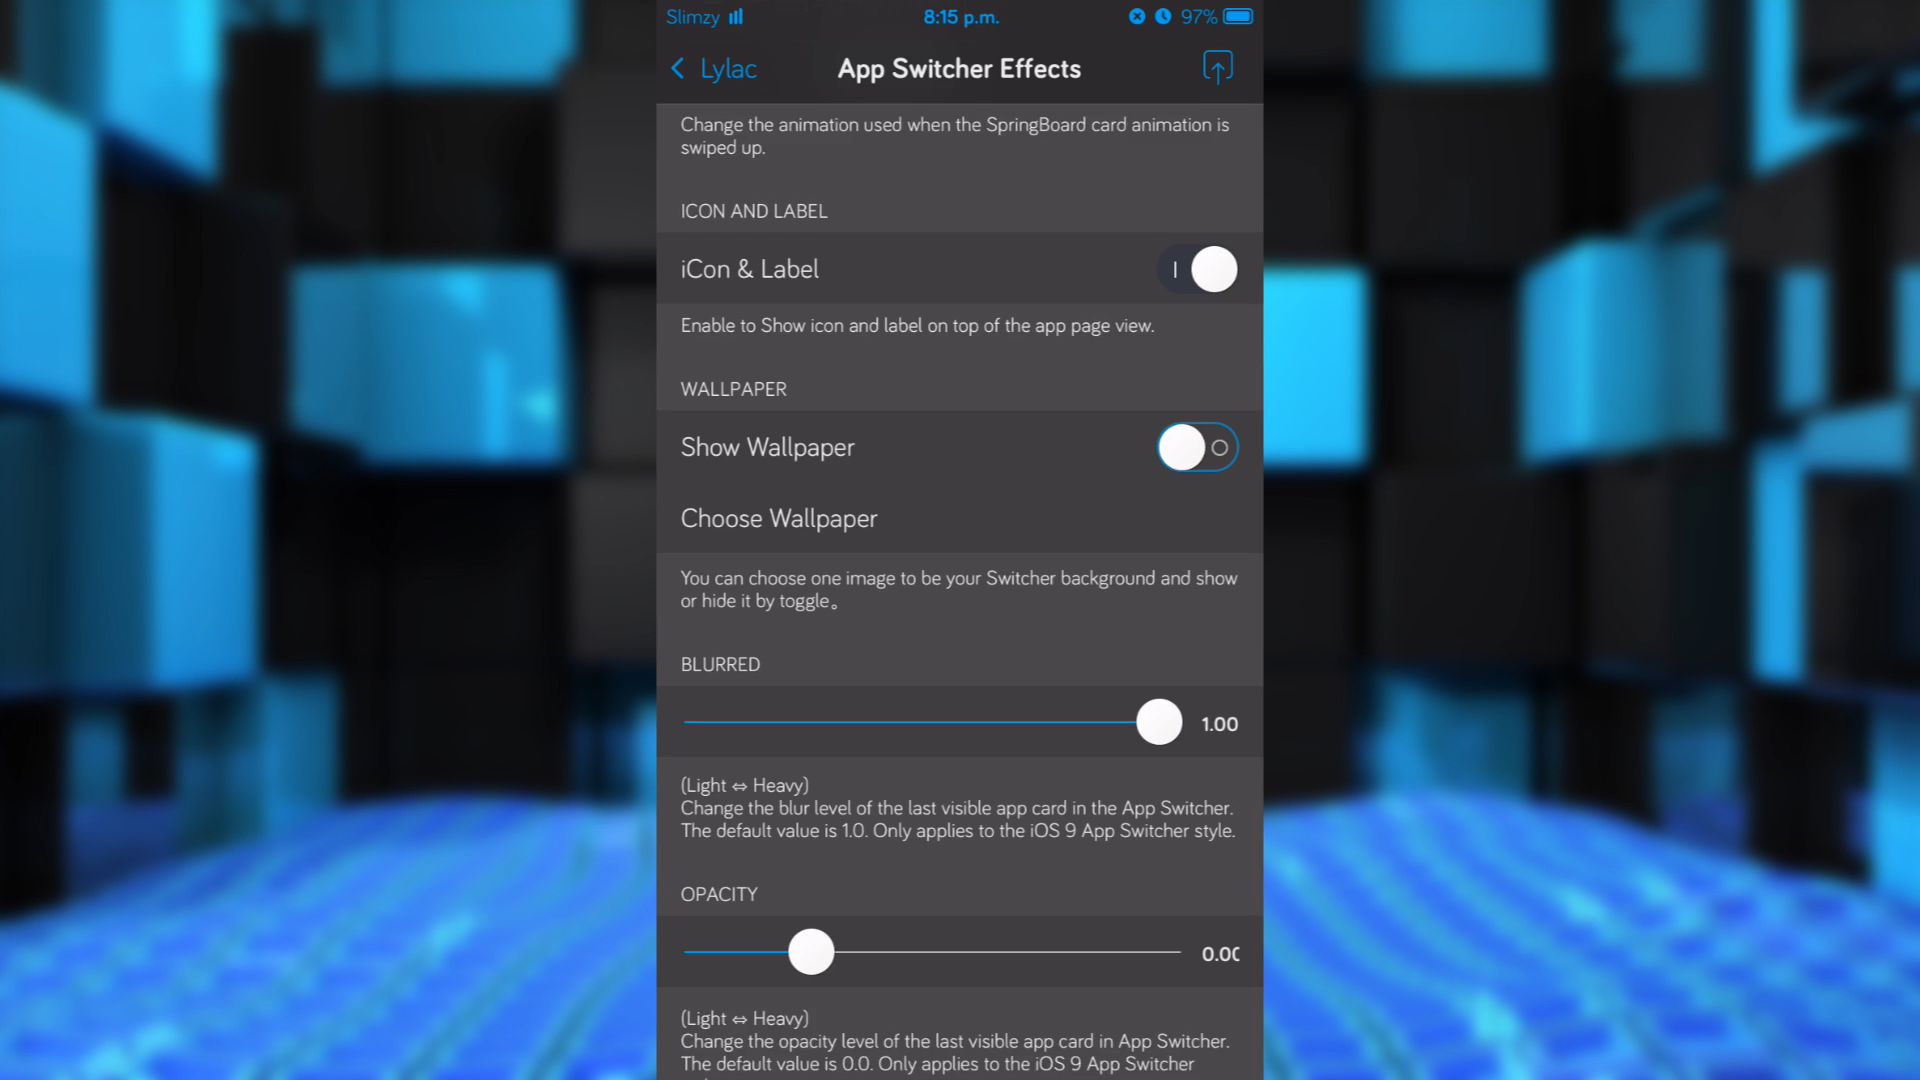 Slimzy 8:15 p.m. 97%
Lylac App Switcher Effects
Change the animation used when the SpringBoard card animation is
swiped up.
ICON AND LABEL
iCon & Label
Enable to Show icon and label on top of the app page view.
WALLPAPER
Show Wallpaper
Choose Wallpaper
You can choose one image to be your Switcher background and show
or hide it by toggle。
BLURRED
1.00
(Light ⇔ Heavy)
Change the blur level of the last visible app card in the App Switcher.
The default value is 1.0. Only applies to the iOS 9 App Switcher style.
OPACITY
0.00
(Light ⇔ Heavy)
Change the opacity level of the last visible app card in App Switcher.
The default value is 0.0. Only applies to the iOS 9 App Switcher